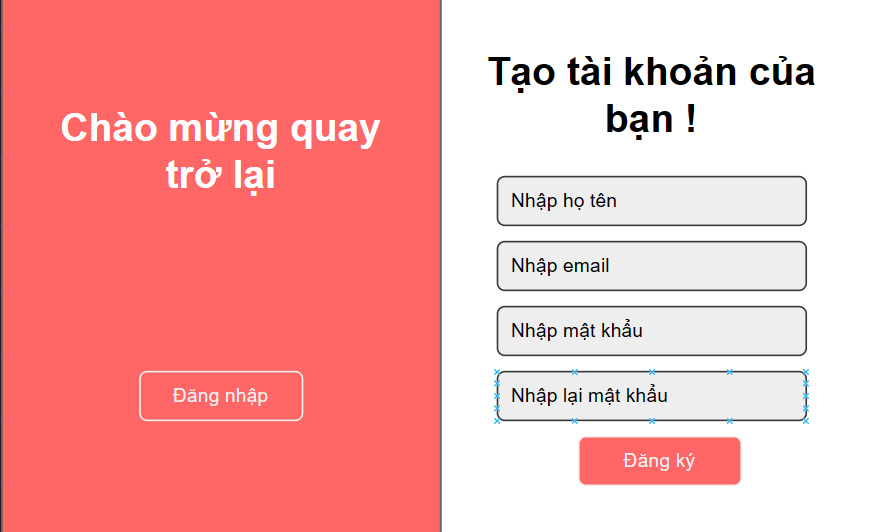 Chào mừng quay
trở lại
Đăng nhập
Tạo tài khoản của
bạn !
Nhập họ tên
Nhập email
Nhập mật khẩu
Nhập lại mật khẩu
Đăng ký